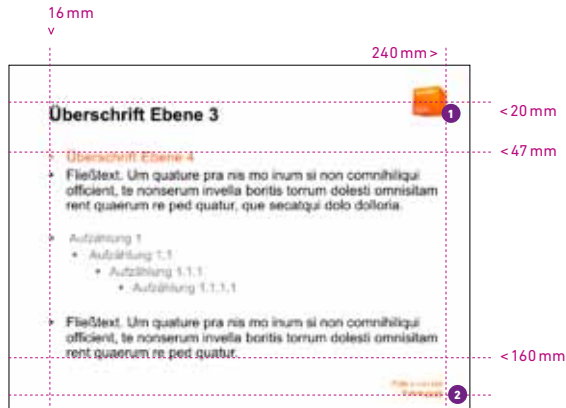 16 mm
240 mm >
Überschrift Ebene 3
1
< 20 mm
< 47 mm
Überschrift Ebene 4
Fließtext. Um quature pra nis mo inum si non comnihiliqui
officient, te nonserum invella boritis torrum dolesti omnisitam
rent quaerum re ped quatur, que secatqui dolo dolloria.
Aufzählung 1
Aufzählung 1.1
Aufzählung 1.1.1
Aufzählung 1.1.1.1
Fließtext. Um quature pra nis mo inum si non comnihiliqui
officient, te nonserum invella boritis torrum dolesti omnisitam
rent quaerum re ped quatur.
< 160 mm
2